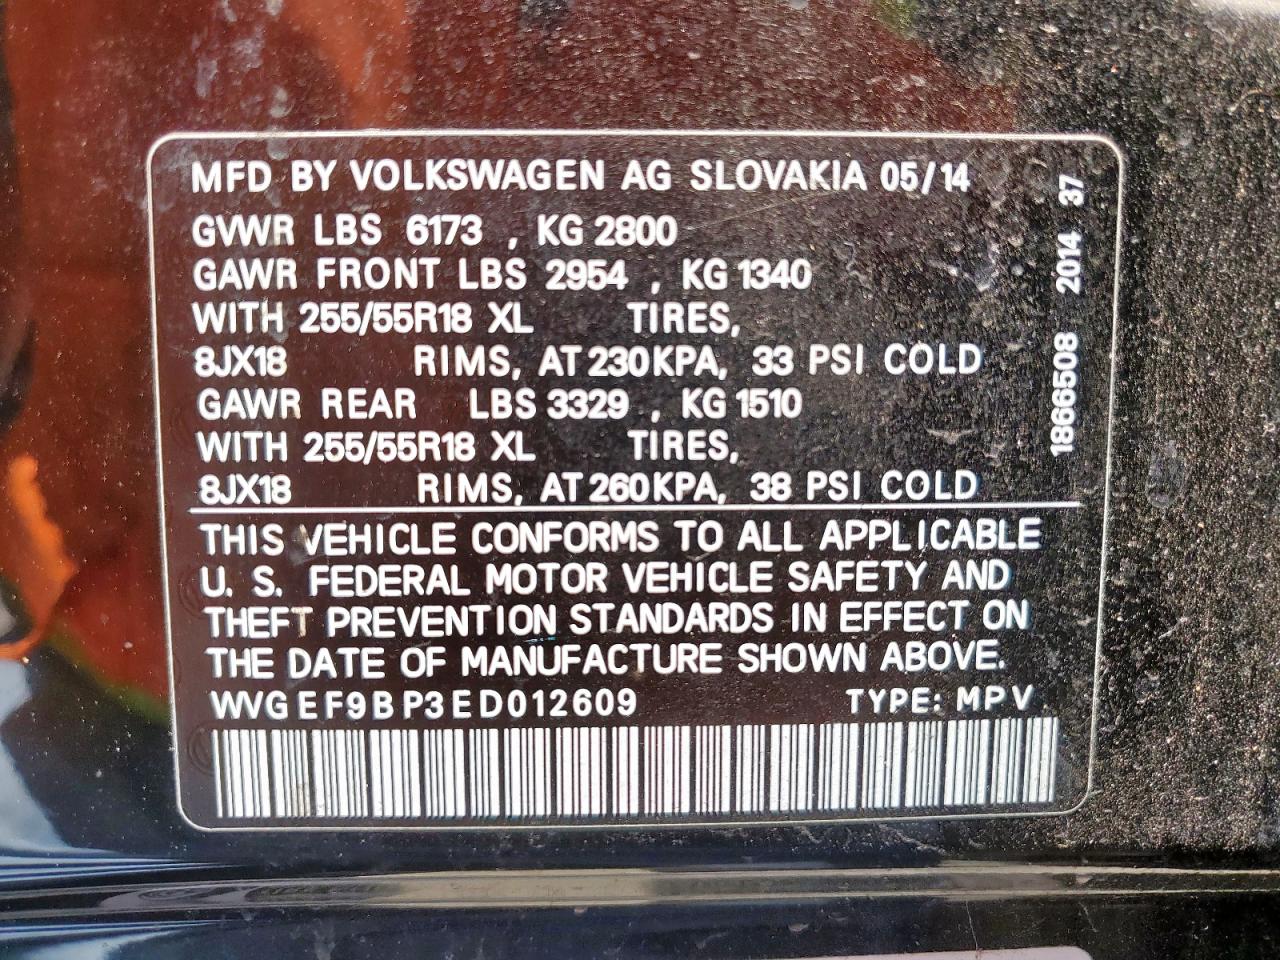 MFD BY VOLKSWAGEN AG SLOVAKIA 05/14
GVWR LBS 6173 , KG 2800
GAWR FRONT LBS 2954 , KG 1340
WITH 255/55R18 XL TIRES,
8JX18 RIMS, AT 230KPA, 33 PSI COLD
GAWR REAR LBS 3329 , KG 1510
WITH 255/55R18 XL TIRES,
8JX18 RIMS, AT 260KPA, 38 PSI COLD
THIS VEHICLE CONFORMS TO ALL APPLICABLE
U. S. FEDERAL MOTOR VEHICLE SAFETY AND
THEFT PREVENTION STANDARDS IN EFFECT ON
THE DATE OF MANUFACTURE SHOWN ABOVE.
WVGEF9BP3ED012609 TYPE: MPV
1866508 2014 37